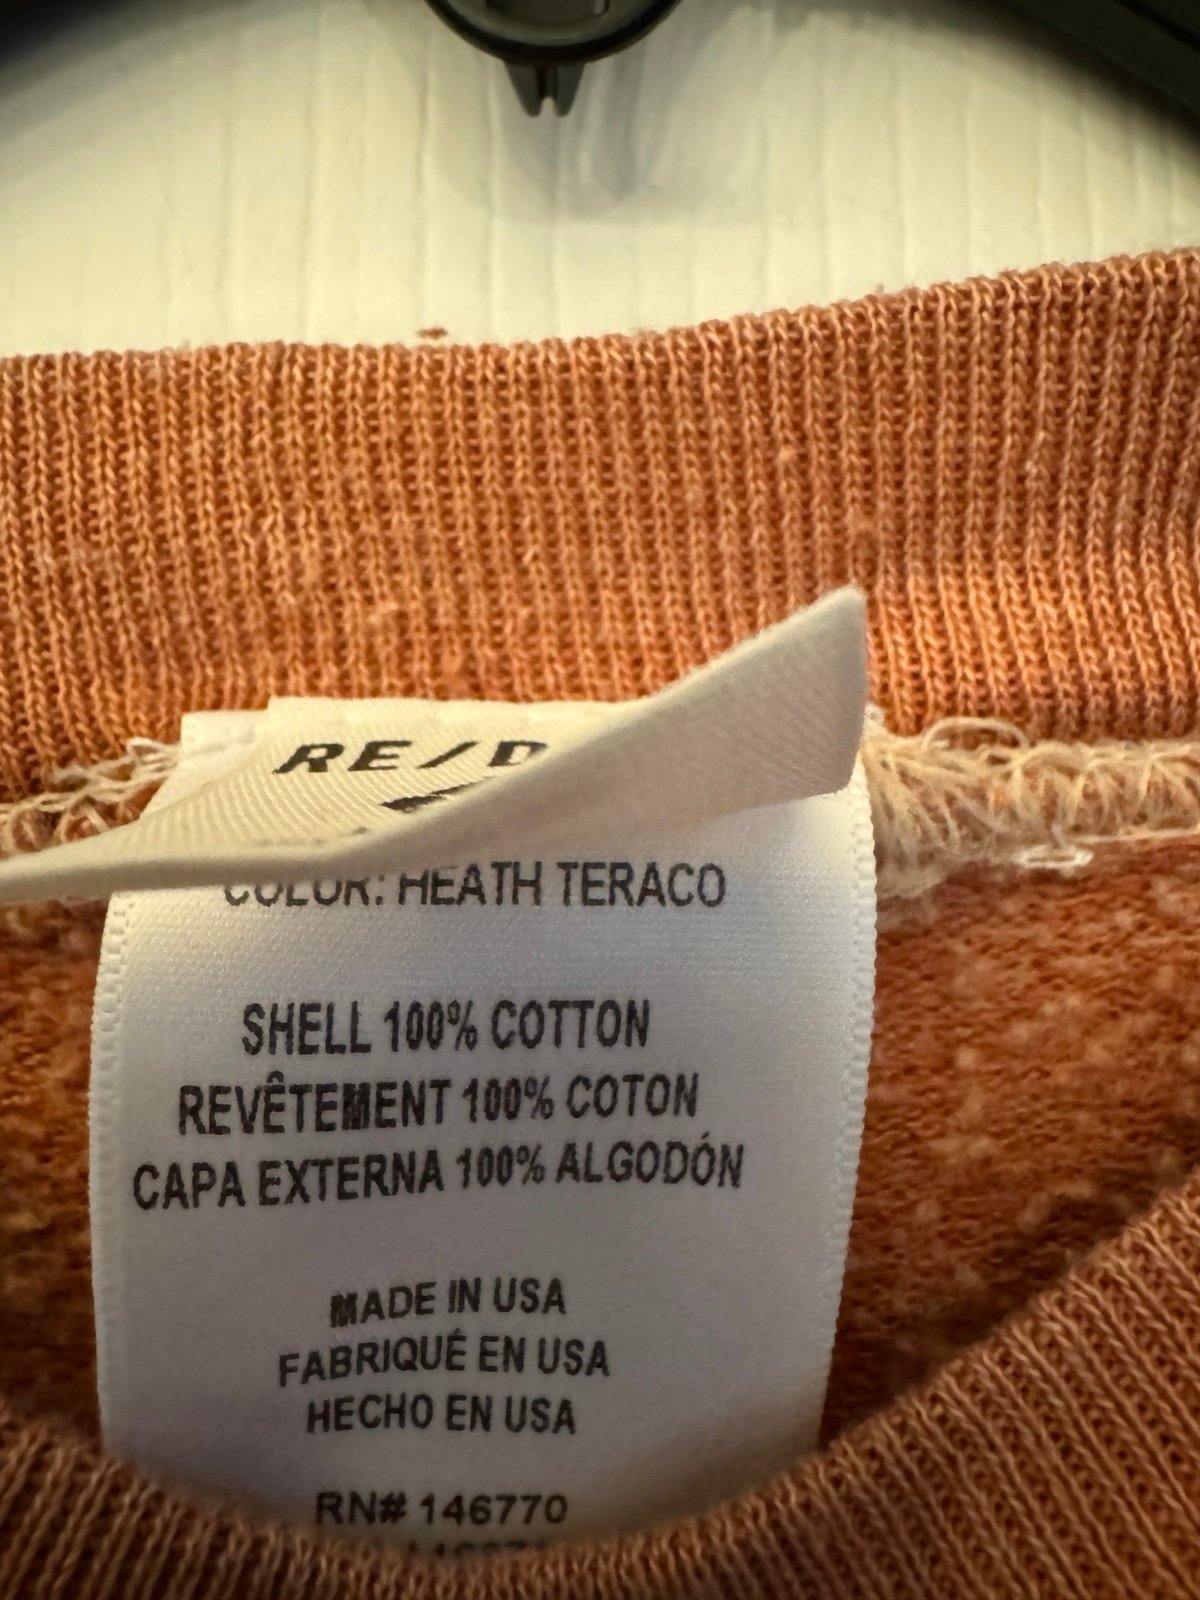 RE/D
COLOR: HEATH TERACO
SHELL 100% COTTON
REVÊTEMENT 100% COTON
CAPA EXTERNA 100% ALGODÓN
MADE IN USA
FABRIQUÉ EN USA
HECHO EN USA
RN# 146770